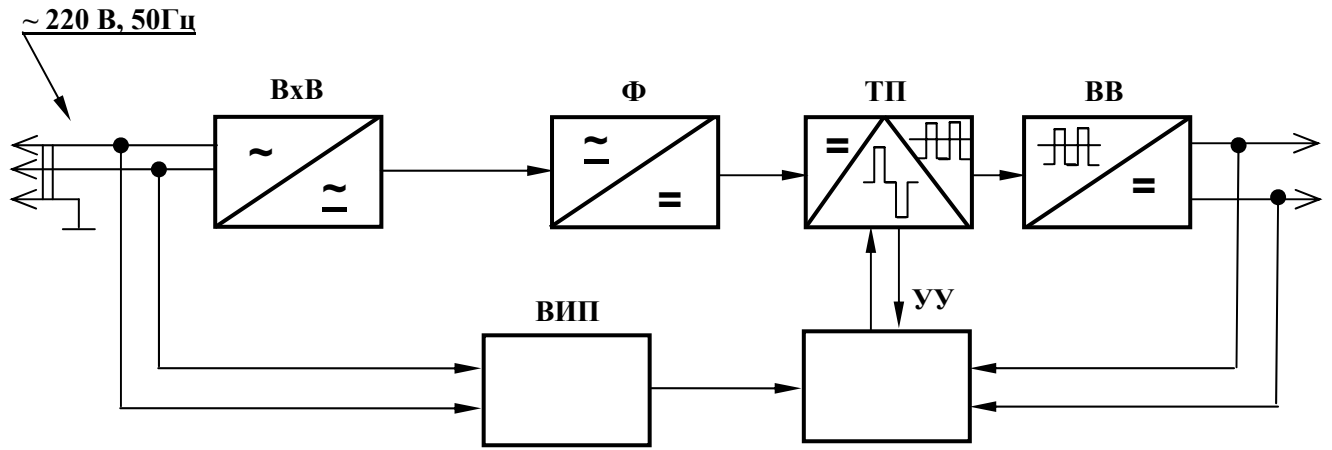 ~ 220 В, 50Гц
ВхВ
Ф
ТП
ВВ
~
~
~
=
=
=
УУ
ВИП